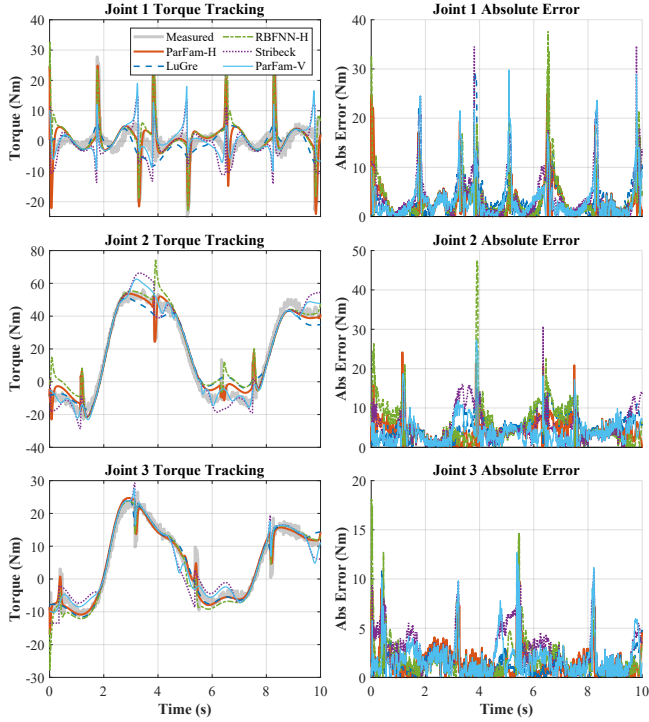 Joint 1 Torque Tracking
Joint 1 Absolute Error
Torque (Nm)
40
30
20
10
0
-10
-20
Measured
RBFNN-H
ParFam-H
Stribeck
LuGre
ParFam-V
Abs Error (Nm)
40
30
20
10
0
Joint 2 Torque Tracking
Joint 2 Absolute Error
Torque (Nm)
80
60
40
20
0
-20
-40
Abs Error (Nm)
50
40
30
20
10
0
Joint 3 Torque Tracking
Joint 3 Absolute Error
Torque (Nm)
30
20
10
0
-10
-20
-30
0 2 4 6 8 10
Time (s)
Abs Error (Nm)
20
15
10
5
0
0 2 4 6 8 10
Time (s)